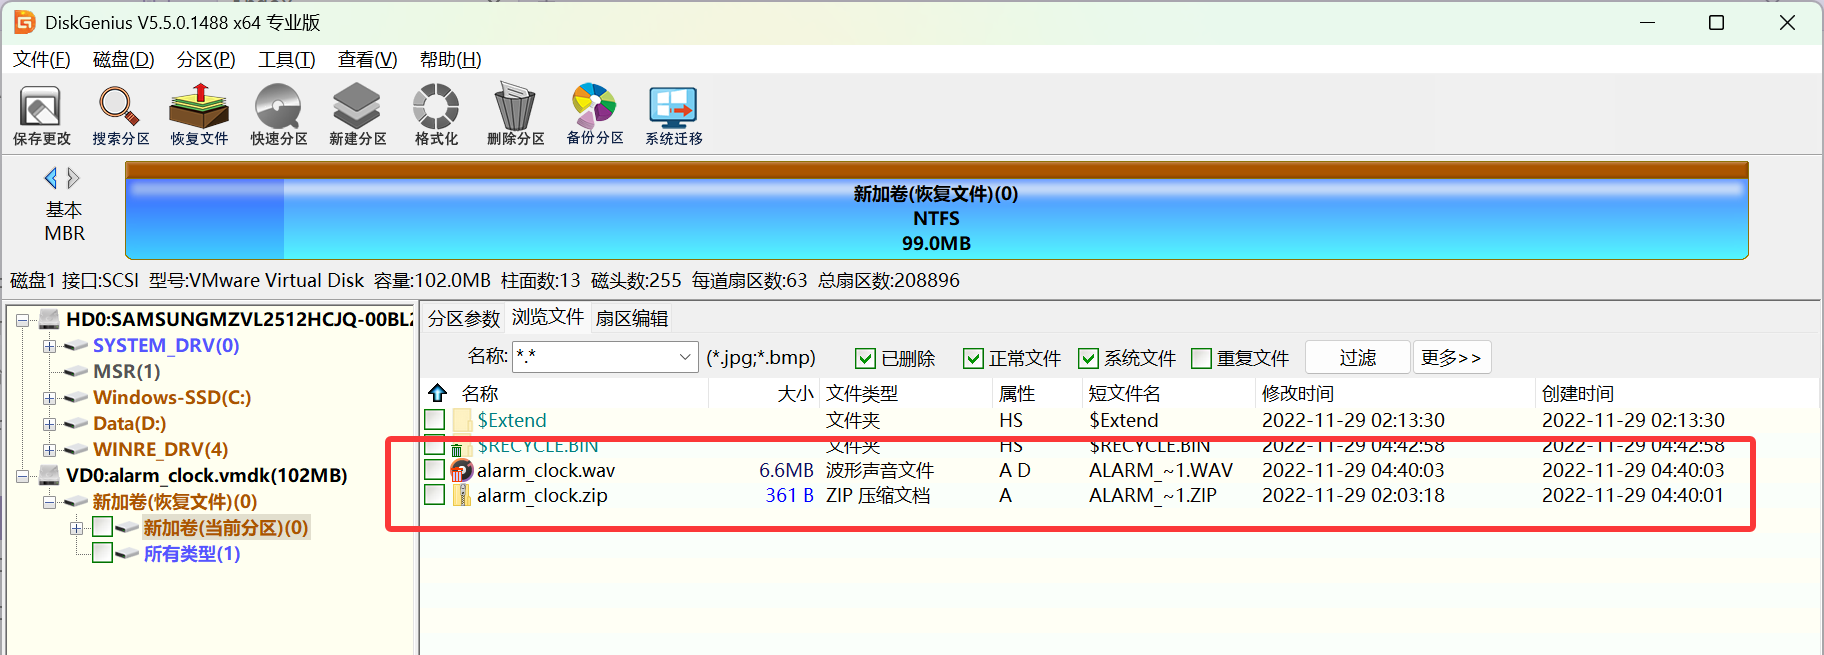 DiskGenius V5.5.0.1488 x64 专业版
文件(F) 磁盘(D) 分区(P) 工具(T) 查看(V) 帮助(H)
保存更改 搜索分区 恢复文件 快速分区 新建分区 格式化 删除分区 备份分区 系统迁移
基本
MBR
新加卷(恢复文件)(0)
NTFS
99.0MB
磁盘1 接口:SCSI 型号:VMware Virtual Disk 容量:102.0MB 柱面数:13 磁头数:255 每道扇区数:63 总扇区数:208896
HD0:SAMSUNGMZVL2512HCJQ-00BL2
SYSTEM_DRV(0)
MSR(1)
Windows-SSD(C:)
Data(D:)
WINRE_DRV(4)
VD0:alarm_clock.vmdk(102MB)
新加卷(恢复文件)(0)
新加卷(当前分区)(0)
所有类型(1)
分区参数 浏览文件 扇区编辑
名称: *.* (*.jpg;*.bmp) 已删除 正常文件 系统文件 重复文件 过滤 更多>>
名称 大小 文件类型 属性 短文件名 修改时间 创建时间
$Extend 文件夹 HS $Extend 2022-11-29 02:13:30 2022-11-29 02:13:30
$RECYCLE.BIN 文件夹 HS $RECYCLE.BIN 2022-11-29 04:42:58 2022-11-29 04:42:58
alarm_clock.wav 6.6MB 波形声音文件 A D ALARM_~1.WAV 2022-11-29 04:40:03 2022-11-29 04:40:03
alarm_clock.zip 361 B ZIP 压缩文档 A ALARM_~1.ZIP 2022-11-29 02:03:18 2022-11-29 04:40:01